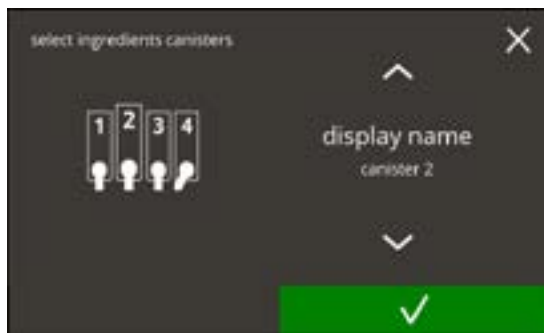 select ingredients canisters
1 2 3 4
display name
canister 2